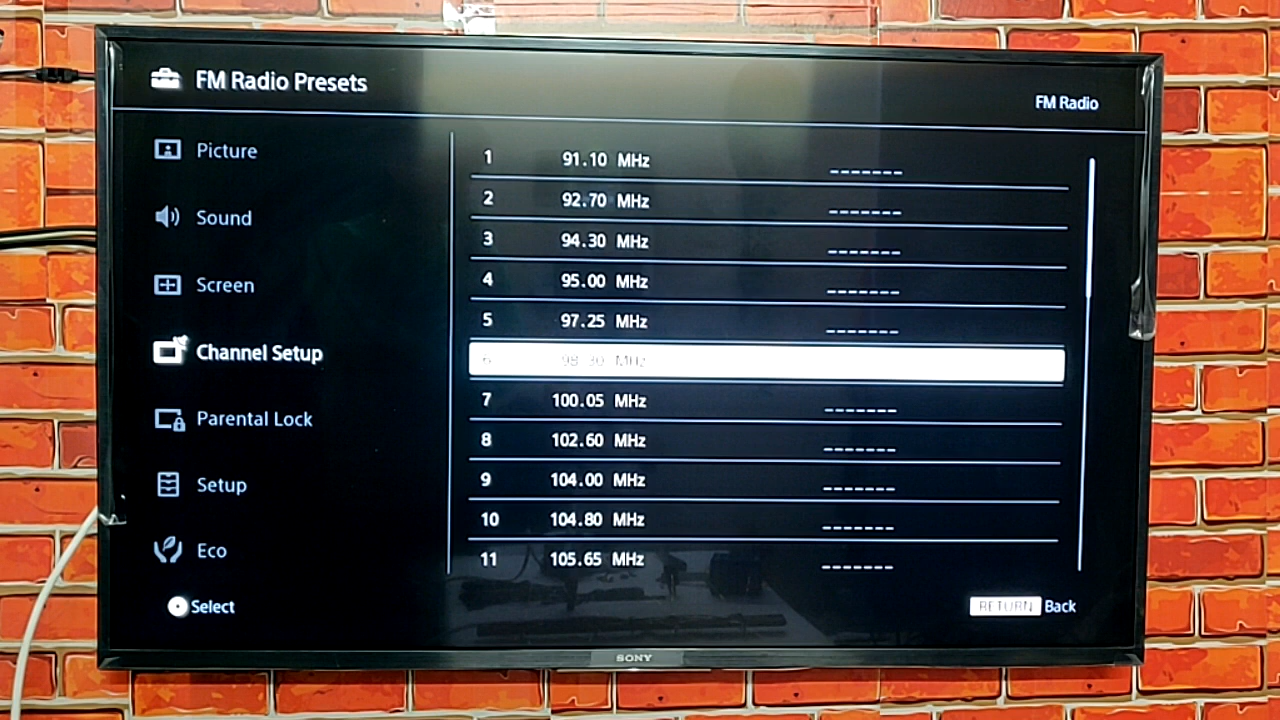 FM Radio Presets
FM Radio
Picture
Sound
Screen
Channel Setup
Parental Lock
Setup
Eco
1 91.10 MHz -------
2 92.70 MHz -------
3 94.30 MHz -------
4 95.00 MHz -------
5 97.25 MHz -------
6 98.30 MHz
7 100.05 MHz -------
8 102.60 MHz -------
9 104.00 MHz -------
10 104.80 MHz -------
11 105.65 MHz -------
Select
RETURN Back
SONY